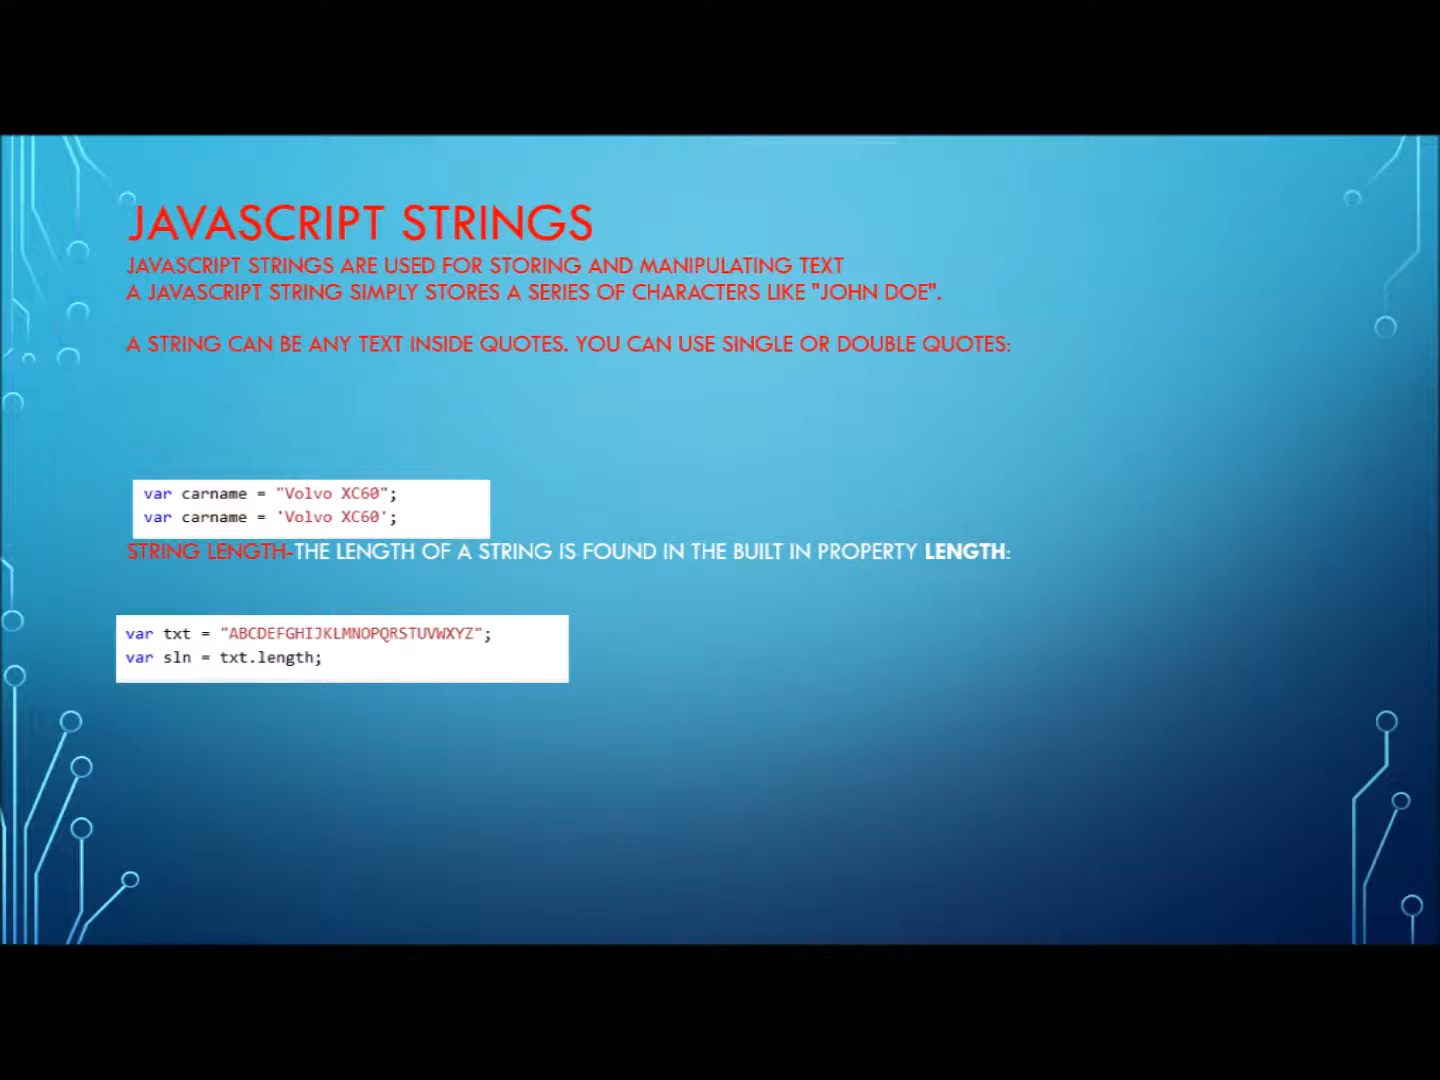 JAVASCRIPT STRINGS
JAVASCRIPT STRINGS ARE USED FOR STORING AND MANIPULATING TEXT
A JAVASCRIPT STRING SIMPLY STORES A SERIES OF CHARACTERS LIKE "JOHN DOE".
A STRING CAN BE ANY TEXT INSIDE QUOTES. YOU CAN USE SINGLE OR DOUBLE QUOTES:
var carname = "Volvo XC60";
var carname = 'Volvo XC60';
STRING LENGTH-THE LENGTH OF A STRING IS FOUND IN THE BUILT IN PROPERTY LENGTH:
var txt = "ABCDEFGHIJKLMNOPQRSTUVWXYZ";
var sln = txt.length;